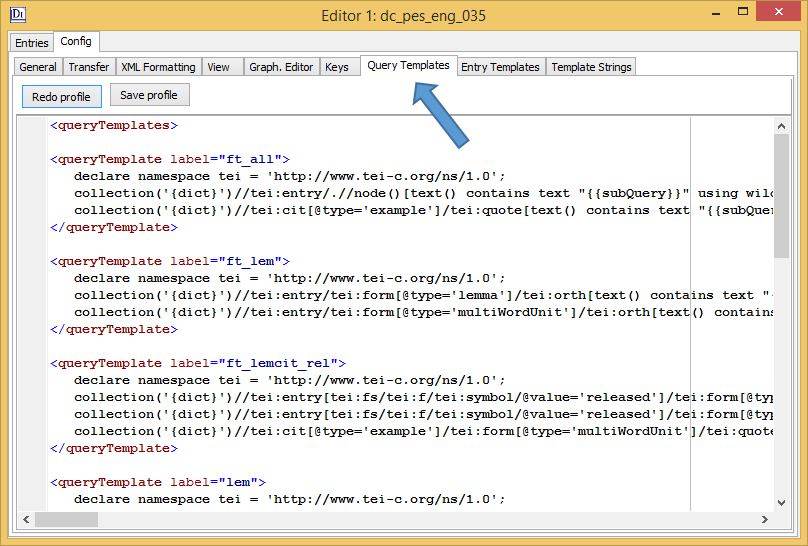 Editor 1: dc_pes_eng_035
Entries Config
General Transfer XML Formatting View Graph. Editor Keys Query Templates Entry Templates Template Strings
Redo profile Save profile
<queryTemplates>
<queryTemplate label="ft_all">
declare namespace tei = 'http://www.tei-c.org/ns/1.0';
collection('{dict}')//tei:entry/.//node()[text() contains text "{{subQuery}}" using wil
collection('{dict}')//tei:cit[@type='example']/tei:quote[text() contains text "{{subQue
</queryTemplate>
<queryTemplate label="ft_lem">
declare namespace tei = 'http://www.tei-c.org/ns/1.0';
collection('{dict}')//tei:entry/tei:form[@type='lemma']/tei:orth[text() contains text "
collection('{dict}')//tei:entry/tei:form[@type='multiWordUnit']/tei:orth[text() contains
</queryTemplate>
<queryTemplate label="ft_lemcit_rel">
declare namespace tei = 'http://www.tei-c.org/ns/1.0';
collection('{dict}')//tei:entry[tei:fs/tei:f/tei:symbol/@value='released']/tei:form[@typ
collection('{dict}')//tei:entry[tei:fs/tei:f/tei:symbol/@value='released']/tei:form[@typ
collection('{dict}')//tei:cit[@type='example']/tei:form[@type='multiWordUnit']/tei:quote
</queryTemplate>
<queryTemplate label="lem">
declare namespace tei = 'http://www.tei-c.org/ns/1.0';